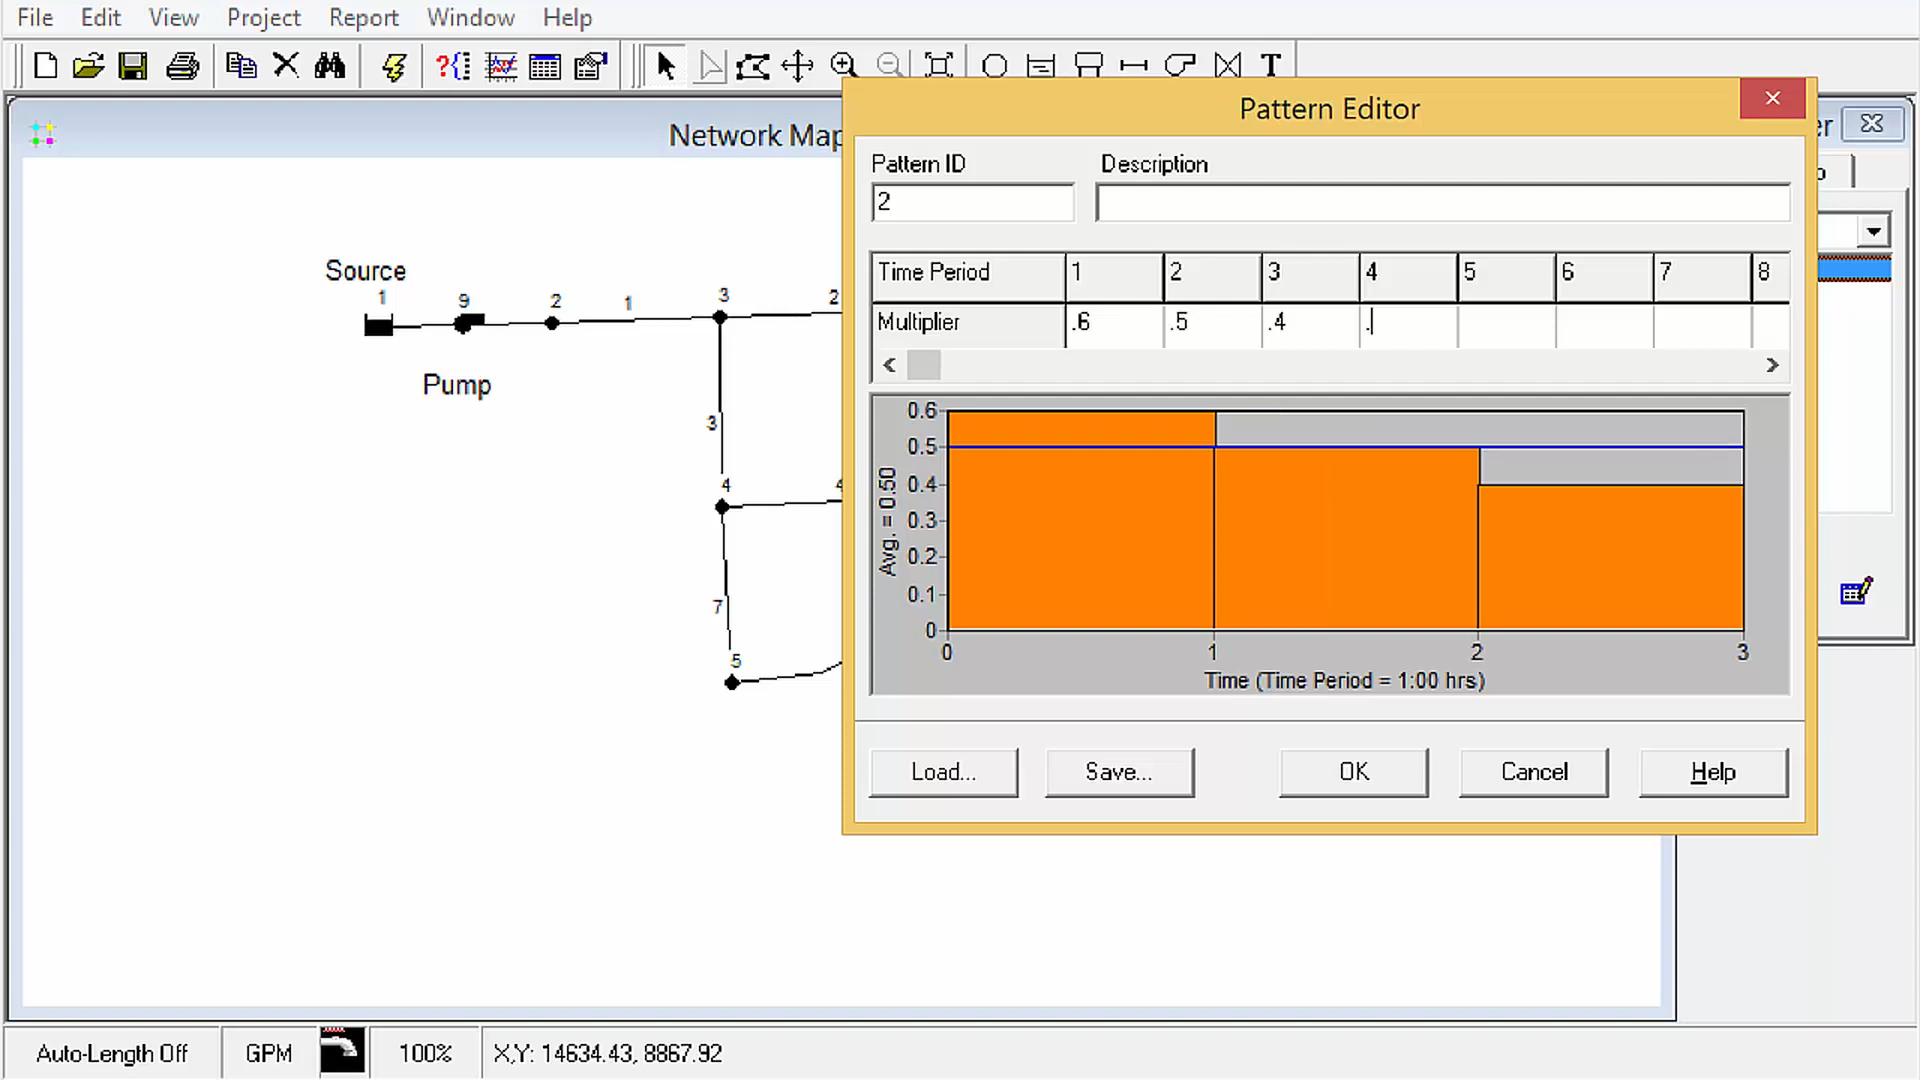 File Edit View Project Report Window Help
Network Map
Pattern Editor
er
p
Pattern ID Description
2
Time Period 1 2 3 4 5 6 7 8
Multiplier .6 .5 .4 .
Source
1 9 2 1 3 2
Pump
3
4 4
7
5
0.6
0.5
0.4
0.3
0.2
0.1
0
Avg. = 0.50
0 1 2 3
Time (Time Period = 1:00 hrs)
Load... Save... OK Cancel Help
Auto-Length Off GPM 100% X,Y: 14634.43, 8867.92